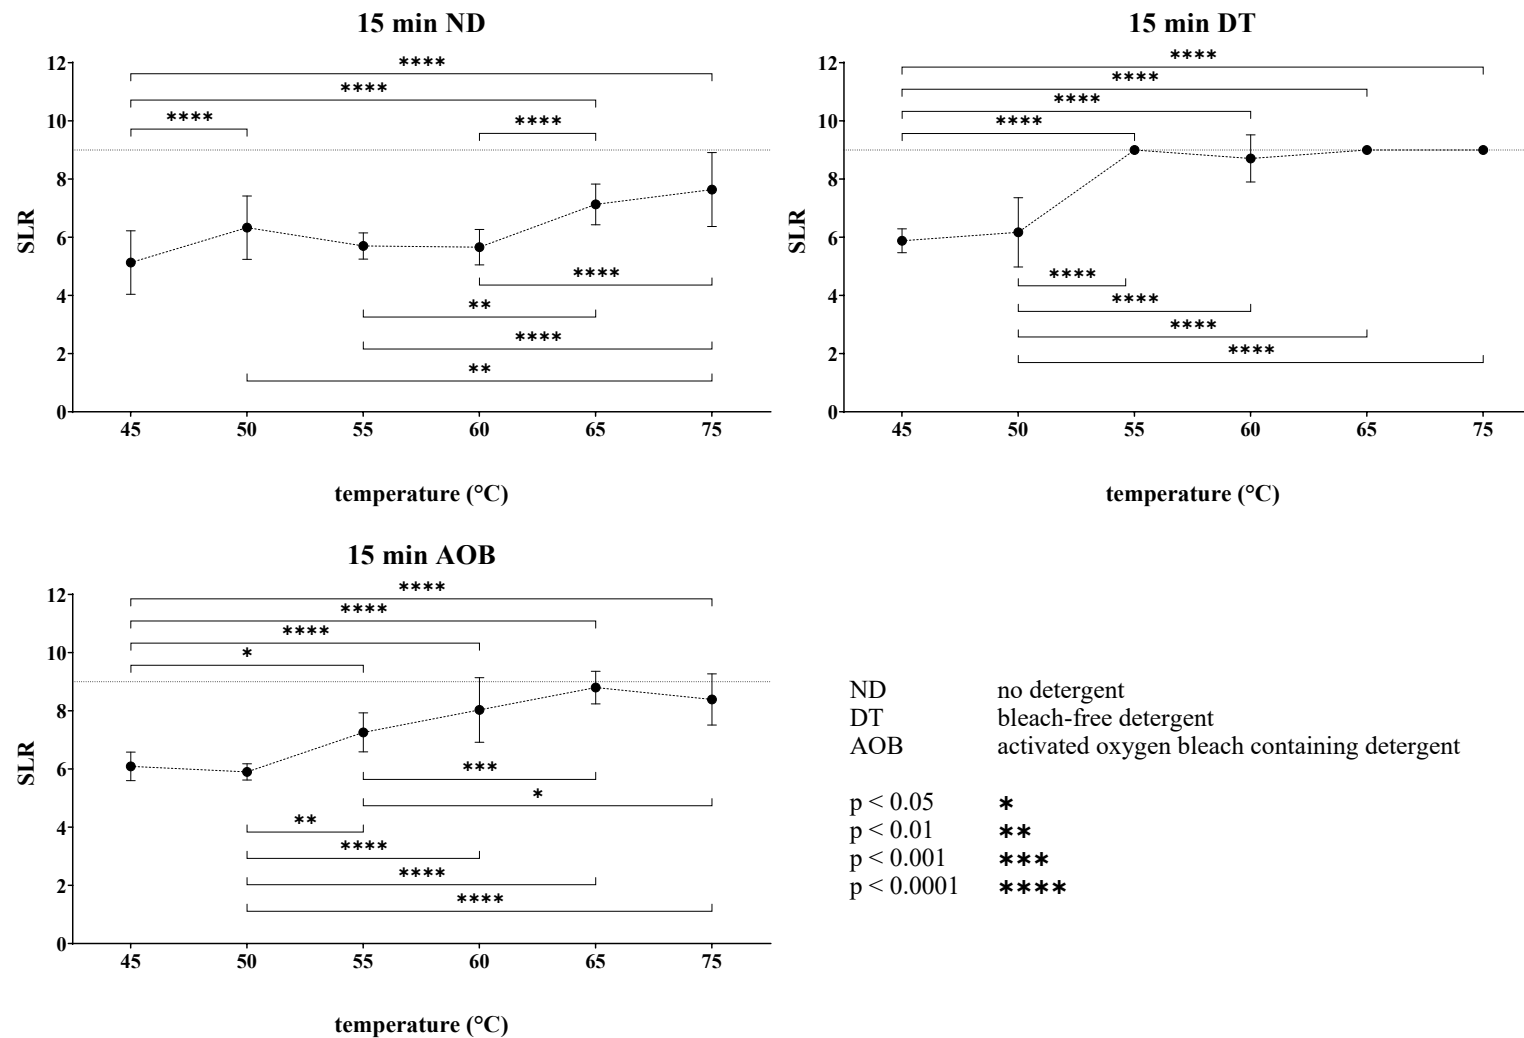 15 min ND
****
****
****
****
12
10
8
6
4
2
0
SLR
****
**
****
**
45 50 55 60 65 75
temperature (°C)
15 min DT
****
****
****
****
12
10
8
6
4
2
0
SLR
****
****
****
****
45 50 55 60 65 75
temperature (°C)
15 min AOB
****
****
****
*
12
10
8
6
4
2
0
SLR
***
*
**
****
****
****
45 50 55 60 65 75
temperature (°C)
ND no detergent
DT bleach-free detergent
AOB activated oxygen bleach containing detergent
p < 0.05 *
p < 0.01 **
p < 0.001 ***
p < 0.0001 ****